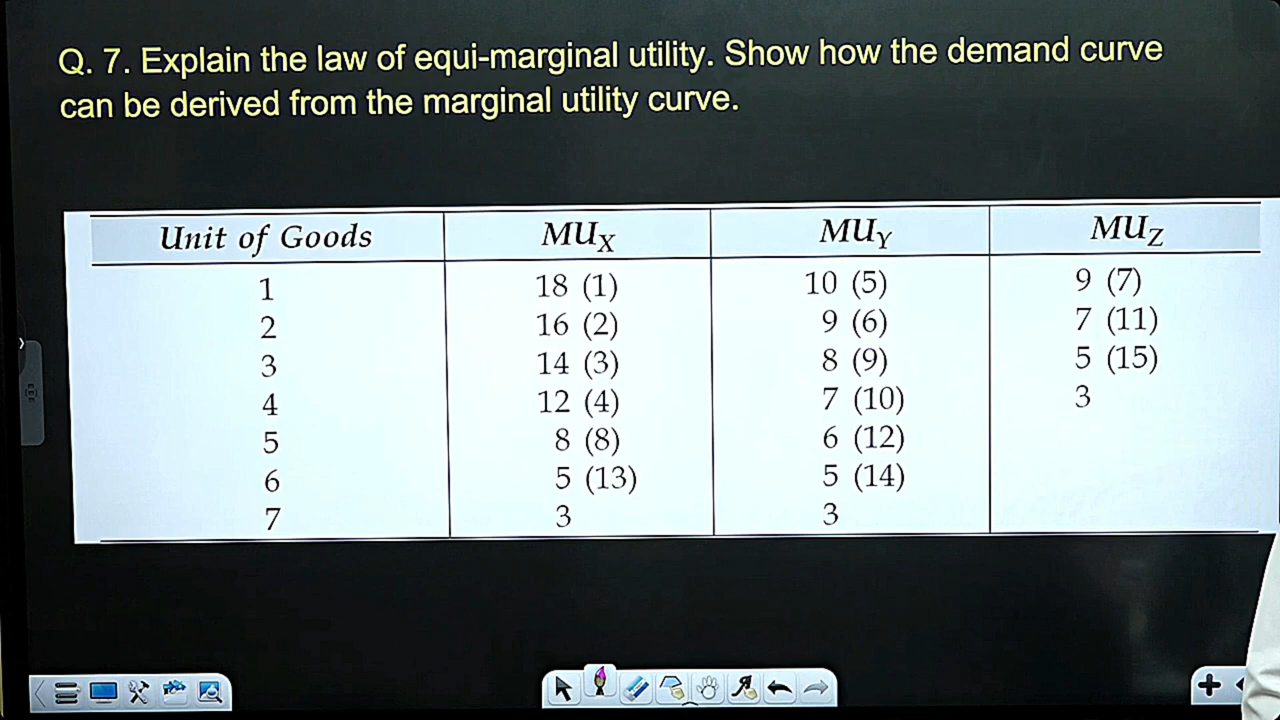 Q. 7. Explain the law of equi-marginal utility. Show how the demand curve
can be derived from the marginal utility curve.
Unit of Goods MUX MUY MUZ
1 18 (1) 10 (5) 9 (7)
2 16 (2) 9 (6) 7 (11)
3 14 (3) 8 (9) 5 (15)
4 12 (4) 7 (10) 3
5 8 (8) 6 (12)
6 5 (13) 5 (14)
7 3 3